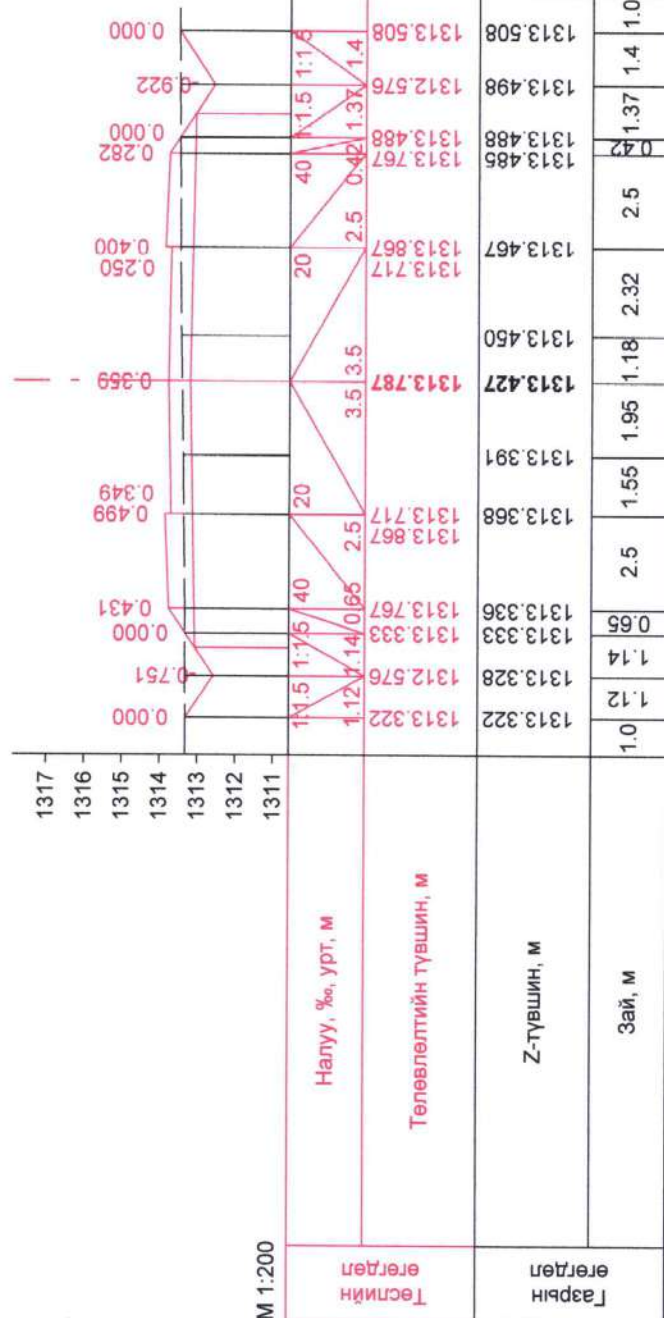 1317
1316
1315
1314
1313
1312
1311
М 1:200
0.000 -0.751 0.000 0.431 0.499 0.349 0.359 0.250 0.400 0.282 0.000 -0.922 0.000
Төслийн өгөгдөл
Налуу, ‰, урт, м
1:1.5 1:1.5 40 20 20 40 1:1.5 1:1.5
1.12 1.14 0.65 2.5 3.5 3.5 2.5 0.42 1.37 1.4
Төлөвлөлтийн түвшин, м
1313.322 1312.576 1313.333 1313.767 1313.867 1313.717 1313.787 1313.717 1313.867 1313.767 1313.488 1312.576 1313.508
Газрын өгөгдөл
Z-түвшин, м
1313.322 1313.328 1313.333 1313.336 1313.368 1313.391 1313.427 1313.450 1313.467 1313.485 1313.488 1313.498 1313.508
Зай, м
1.0 1.12 1.14 0.65 2.5 1.55 1.95 1.18 2.32 2.5 0.42 1.37 1.4 1.0